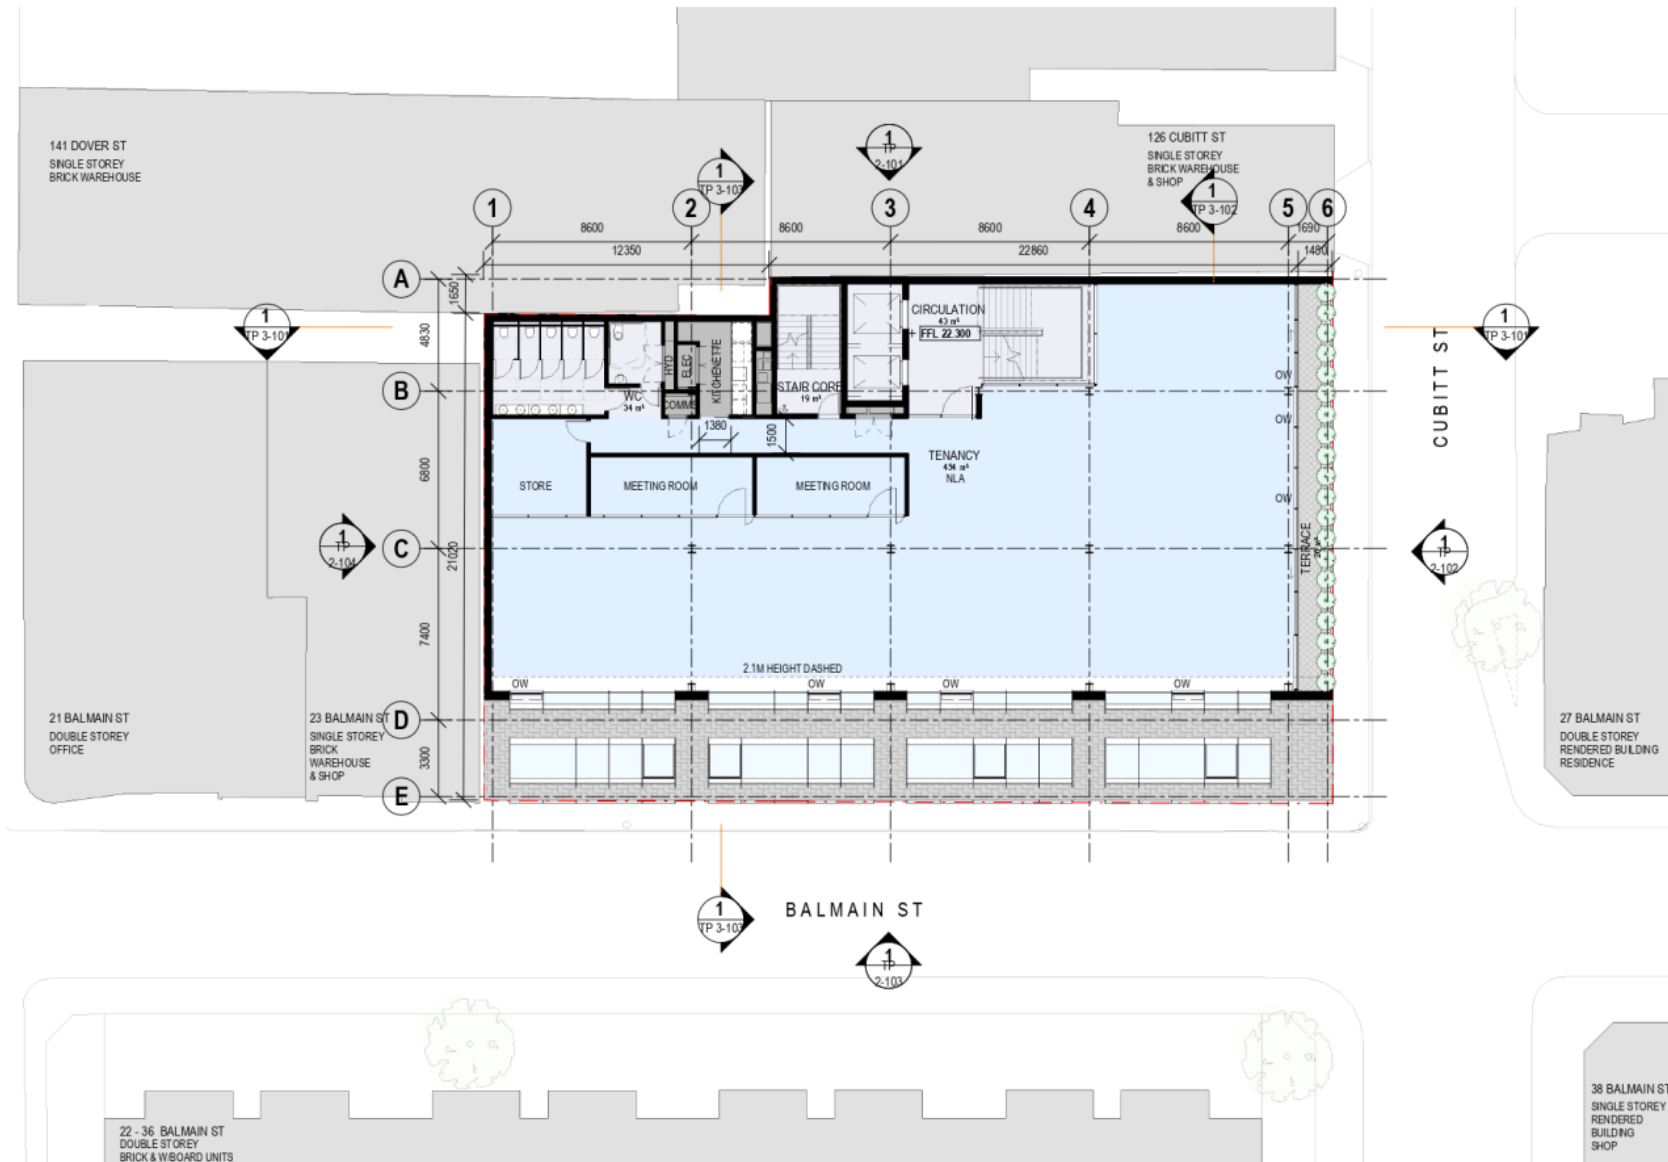 141 DOVER ST
SINGLE STOREY
BRICK WAREHOUSE
1
TP 3-103
1
TP
2-101
126 CUBITT ST
SINGLE STOREY
BRICK WAREHOUSE
& SHOP
1
TP 3-102
1
2
3
4
5
6
8600
8600
8600
8600
1690
12350
22860
1480
A
B
C
D
E
1650
4830
6800
21020
7400
3300
1
TP 3-101
1
TP 3-101
CUBITT ST
HYD
ELEC
KITCHENETTE
COMMS
WC
34 m²
STAIR CORE
19 m²
CIRCULATION
43 m²
FFL 22.300
OW
OW
OW
1380
1500
TENANCY
434 m²
NLA
STORE
MEETING ROOM
MEETING ROOM
TERRACE
1
TP
2-104
1
TP
2-102
2.1M HEIGHT DASHED
OW
OW
OW
OW
21 BALMAIN ST
DOUBLE STOREY
OFFICE
23 BALMAIN ST
SINGLE STOREY
BRICK
WAREHOUSE
& SHOP
27 BALMAIN ST
DOUBLE STOREY
RENDERED BUILDING
RESIDENCE
1
TP 3-103
BALMAIN ST
1
TP
2-103
22 - 36 BALMAIN ST
DOUBLE STOREY
BRICK & W/BOARD UNITS
38 BALMAIN ST
SINGLE STOREY
RENDERED
BUILDING
SHOP